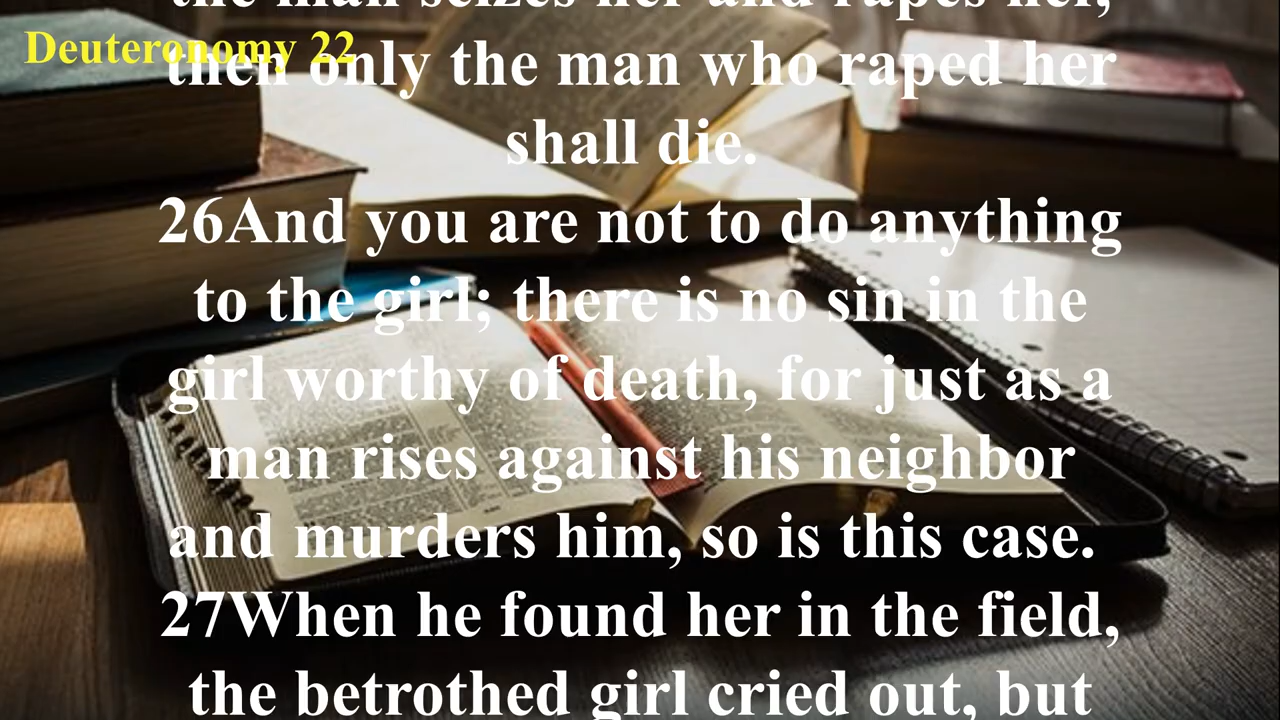 the man seizes her and rapes her,
Deuteronomy 22
then only the man who raped her
shall die.
26And you are not to do anything
to the girl; there is no sin in the
girl worthy of death, for just as a
man rises against his neighbor
and murders him, so is this case.
27When he found her in the field,
the betrothed girl cried out, but